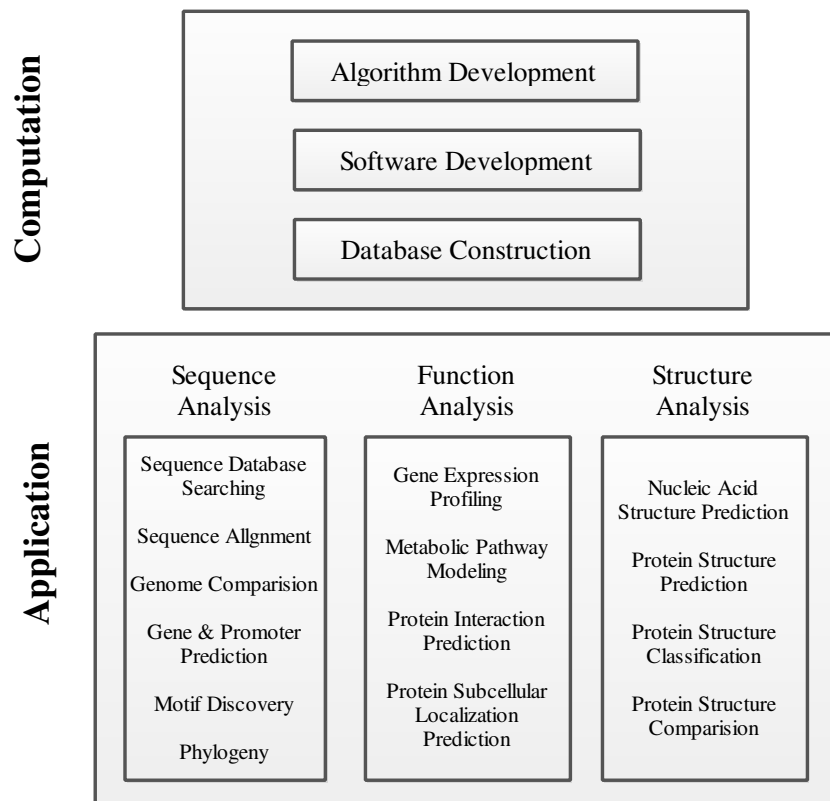 Computation
Algorithm Development
Software Development
Database Construction
Application
Sequence
Analysis
Sequence Database
Searching
Sequence Allgnment
Genome Comparision
Gene & Promoter
Prediction
Motif Discovery
Phylogeny
Function
Analysis
Gene Expression
Profiling
Metabolic Pathway
Modeling
Protein Interaction
Prediction
Protein Subcellular
Localization
Prediction
Structure
Analysis
Nucleic Acid
Structure Prediction
Protein Structure
Prediction
Protein Structure
Classification
Protein Structure
Comparision